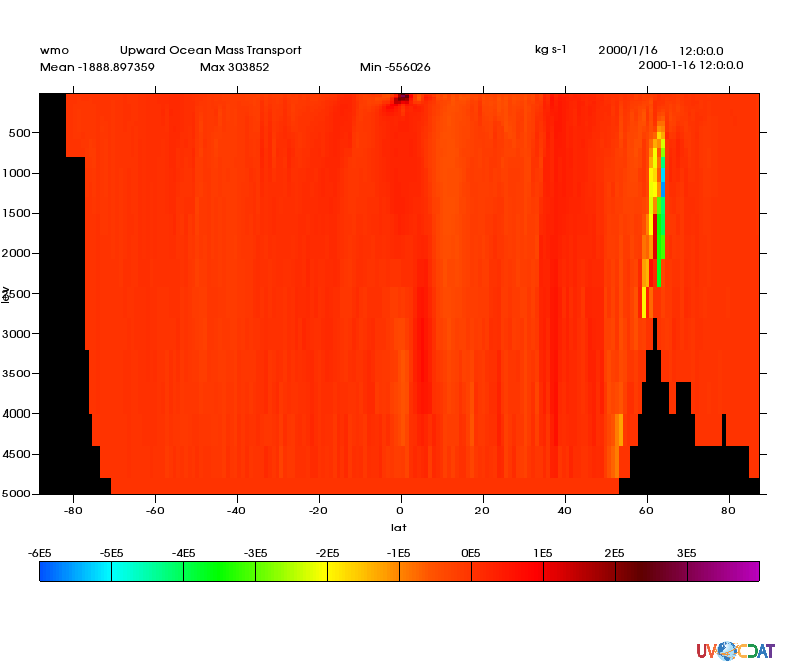 wmo Upward Ocean Mass Transport kg s-1 2000/1/16 12:0:0.0
Mean -1888.897359 Max 303852 Min -556026 2000-1-16 12:0:0.0
500
1000
1500
2000
2500
3000
3500
4000
4500
5000
lev
-80 -60 -40 -20 0 20 40 60 80
lat
-6E5 -5E5 -4E5 -3E5 -2E5 -1E5 0E5 1E5 2E5 3E5
UV CDAT